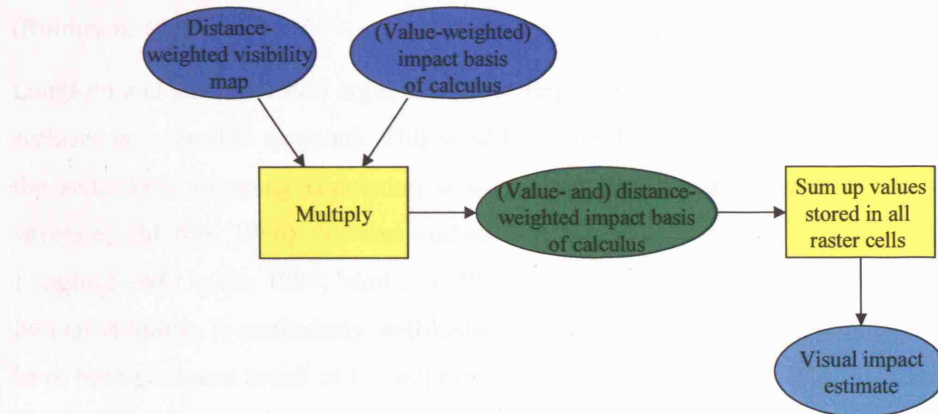 Distance-
weighted visibility
map
(Value-weighted)
impact basis
of calculus
Multiply
(Value- and) distance-
weighted impact basis
of calculus
Sum up values
stored in all
raster cells
Visual impact
estimate